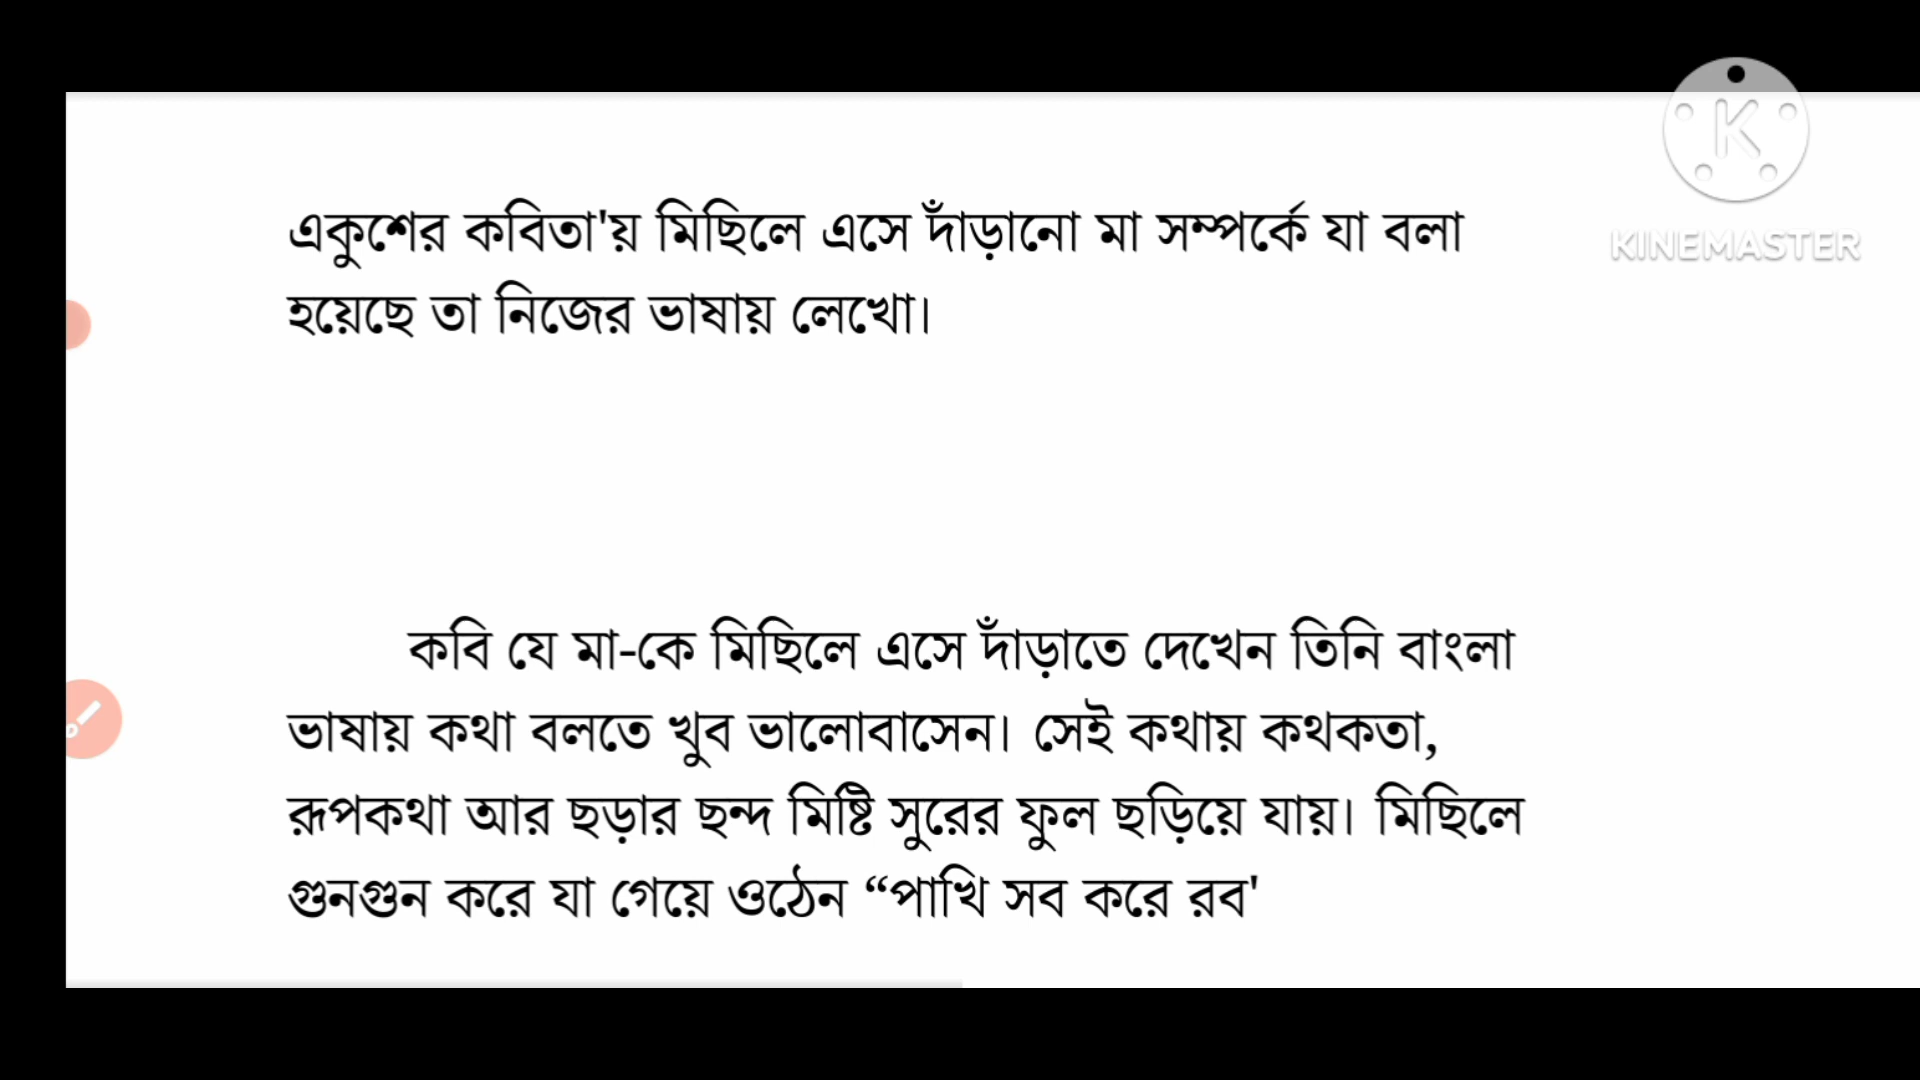 একুশের কবিতা'য় মিছিলে এসে দাঁড়ানো মা সম্পর্কে যা বলা
হয়েছে তা নিজের ভাষায় লেখো।
কবি যে মা-কে মিছিলে এসে দাঁড়াতে দেখেন তিনি বাংলা
ভাষায় কথা বলতে খুব ভালোবাসেন। সেই কথায় কথকতা,
রূপকথা আর ছড়ার ছন্দ মিষ্টি সুরের ফুল ছড়িয়ে যায়। মিছিলে
গুনগুন করে যা গেয়ে ওঠেন “পাখি সব করে রব'
K
KINEMASTER